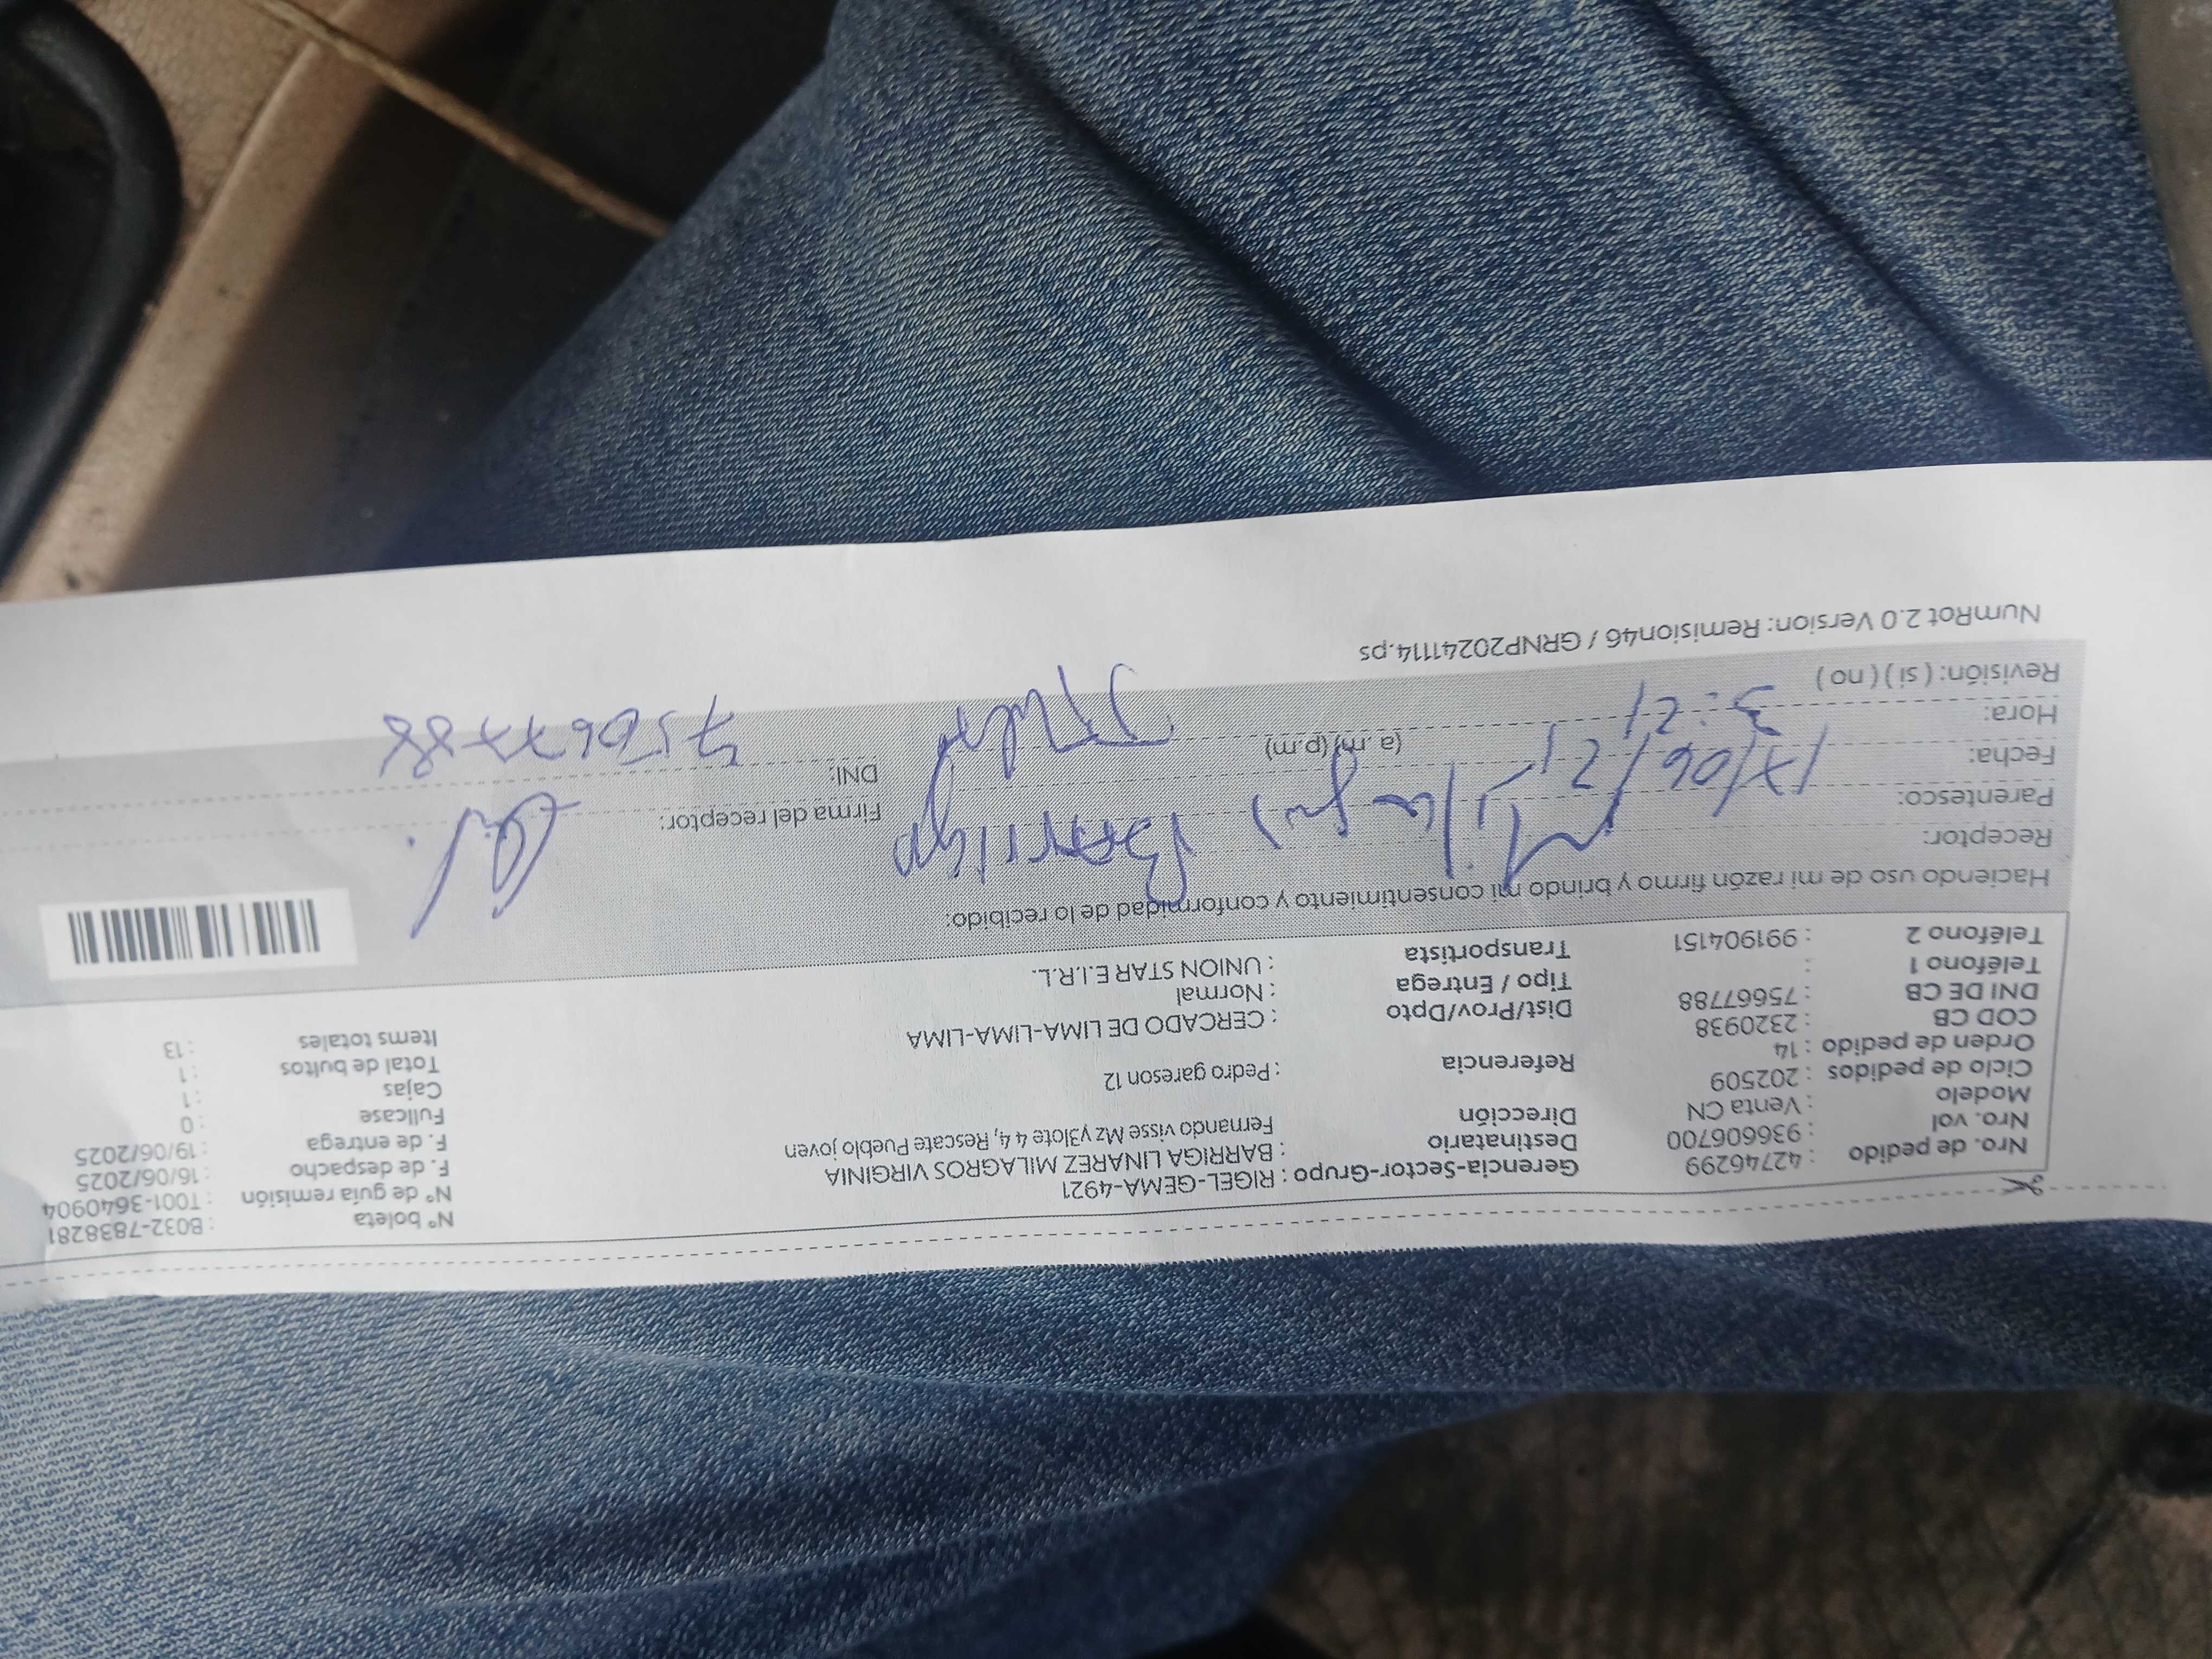 Nro. de pedido : 42746299 Gerencia-Sector-Grupo : RIGEL-GEMA-4921 N° boleta : B032-7838281
Nro. vol : 936606700 Destinatario : BARRIGA LINAREZ MILAGROS VIRGINIA N° de guía remisión : T001-3640904
Modelo : Venta CN Dirección Fernando visse Mz y3lote 4 4, Rescate Pueblo joven F. de despacho : 16/06/2025
Ciclo de pedidos : 202509 F. de entrega : 19/06/2025
Orden de pedido : 14 Referencia : Pedro gareson 12 Fullcase : 0
COD CB : 2320938 Cajas : 1
DNI DE CB : 75667788 Dist/Prov/Dpto : CERCADO DE LIMA-LIMA-LIMA Total de bultos : 1
Teléfono 1 : Tipo / Entrega : Normal Items totales : 13
Teléfono 2 : 991904151 Transportista : UNION STAR E.I.R.L.
Haciendo uso de mi razón firmo y brindo mi consentimiento y conformidad de lo recibido:
Receptor: Milagros Barriga
Parentesco: Firma del receptor:
Fecha: 17/06/21 DNI: 75667788
Hora: 3:21 (a.m) (p.m)
Revisión: ( si ) ( no )
NumRot 2.0 Version: Remision46 / GRNP20241114.ps